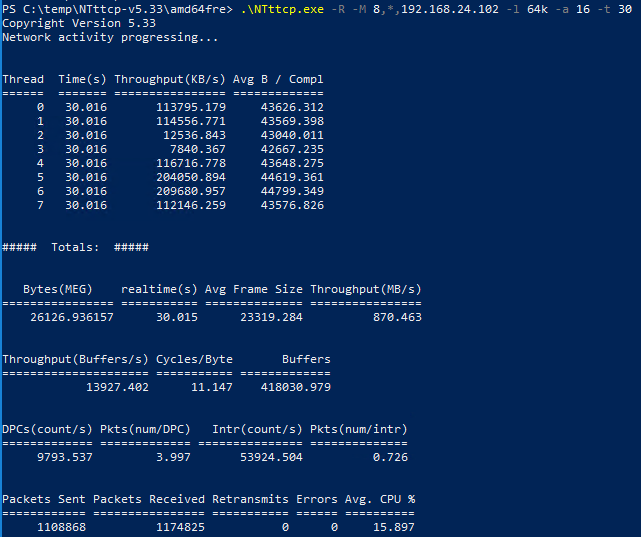 PS C:\temp\NTttcp-v5.33\amd64fre> .\NTttcp.exe -R -M 8,*,192.168.24.102 -l 64k -a 16 -t 30
Copyright Version 5.33
Network activity progressing...
Thread  Time(s) Throughput(KB/s) Avg B / Compl
======  ======= ================ =============
     0   30.016       113795.179     43626.312
     1   30.016       114556.771     43569.398
     2   30.016        12536.843     43040.011
     3   30.016         7840.367     42667.235
     4   30.016       116716.778     43648.275
     5   30.016       204050.894     44619.361
     6   30.016       209680.957     44799.349
     7   30.016       112146.259     43576.826
#####  Totals:  #####
   Bytes(MEG)    realtime(s) Avg Frame Size Throughput(MB/s)
================ =========== ============== ================
    26126.936157      30.015      23319.284          870.463
Throughput(Buffers/s) Cycles/Byte       Buffers
===================== =========== =============
            13927.402      11.147    418030.979
DPCs(count/s) Pkts(num/DPC)   Intr(count/s) Pkts(num/intr)
============= ============= =============== ==============
     9793.537         3.997       53924.504          0.726
Packets Sent Packets Received Retransmits Errors Avg. CPU %
============ ================ =========== ====== ==========
     1108868          1174825           0      0     15.897